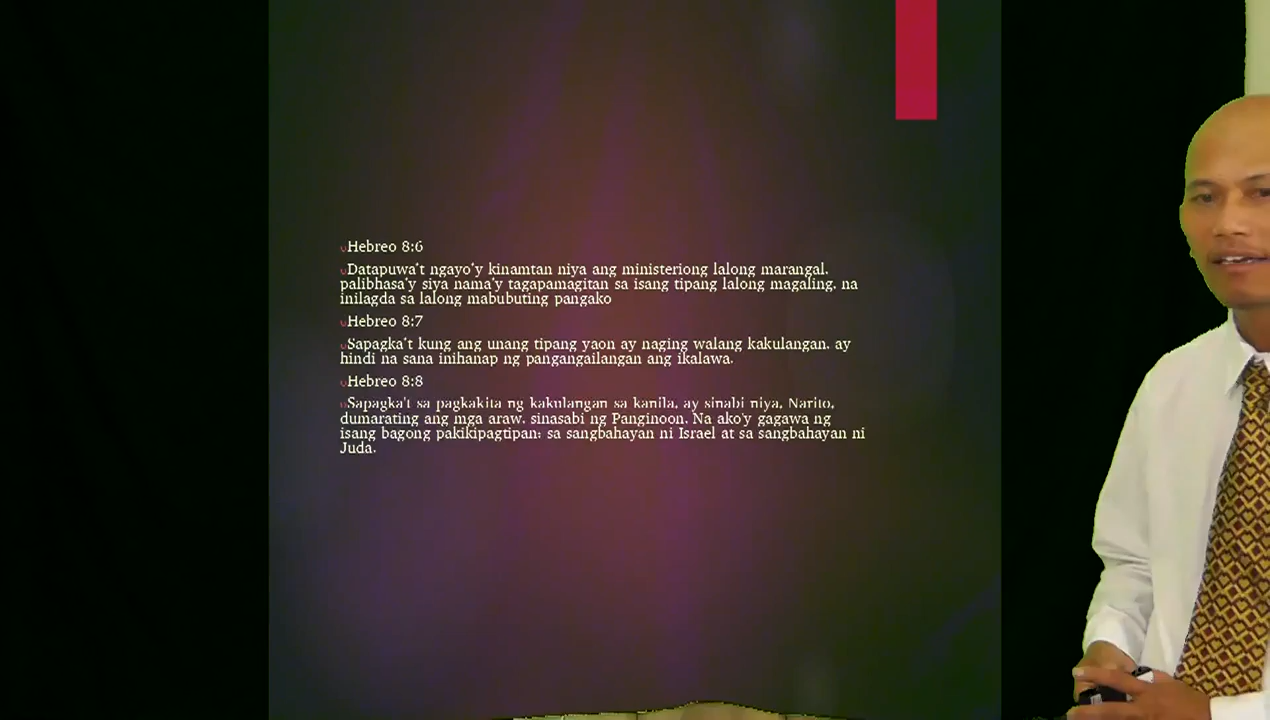 Hebreo 8:6
Datapuwa't ngayo'y kinamtan niya ang ministeriong lalong marangal,
palibhasa'y siya nama'y tagapamagitan sa isang tipang lalong magaling, na
inilagda sa lalong mabubuting pangako
Hebreo 8:7
Sapagka't kung ang unang tipang yaon ay naging walang kakulangan, ay
hindi na sana inihanap ng pangangailangan ang ikalawa.
Hebreo 8:8
Sapagka't sa pagkakita ng kakulangan sa kanila, ay sinabi niya, Narito,
dumarating ang mga araw, sinasabi ng Panginoon, Na ako'y gagawa ng
isang bagong pakikipagtipan: sa sangbahayan ni Israel at sa sangbahayan ni
Juda.